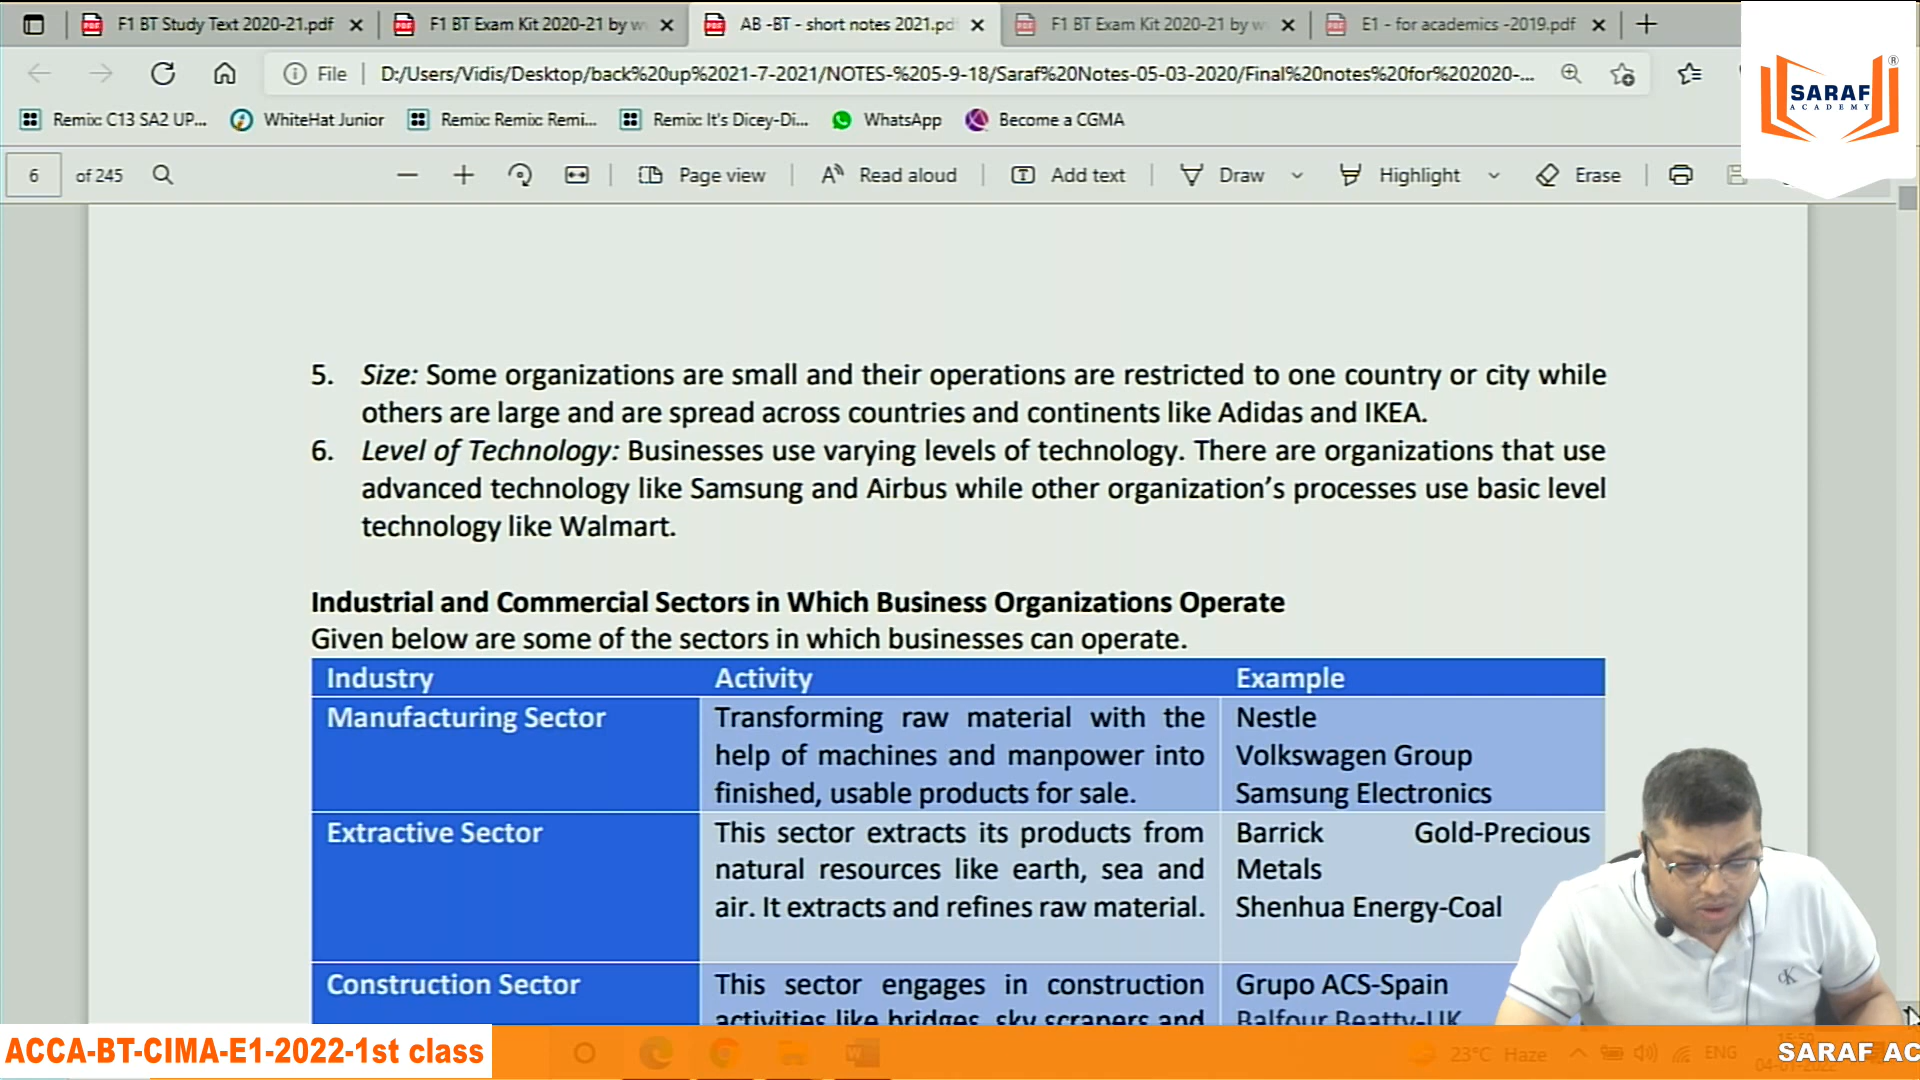 F1 BT Study Text 2020-21.pdf
F1 BT Exam Kit 2020-21 by w
AB -BT - short notes 2021.pd
F1 BT Exam Kit 2020-21 by w
E1 - for academics -2019.pdf
File
D:/Users/Vidis/Desktop/back%20up%2021-7-2021/NOTES-%205-9-18/Saraf%20Notes-05-03-2020/Final%20notes%20for%202020-...
SARAF®
ACADEMY
Remix: C13 SA2 UP...
WhiteHat Junior
Remix: Remix: Remi...
Remix: It's Dicey-Di...
WhatsApp
Become a CGMA
6 of 245
Page view
Read aloud
Add text
Draw
Highlight
Erase
5. Size: Some organizations are small and their operations are restricted to one country or city while
others are large and are spread across countries and continents like Adidas and IKEA.
6. Level of Technology: Businesses use varying levels of technology. There are organizations that use
advanced technology like Samsung and Airbus while other organization's processes use basic level
technology like Walmart.
Industrial and Commercial Sectors in Which Business Organizations Operate
Given below are some of the sectors in which businesses can operate.
Industry Activity Example
Manufacturing Sector Transforming raw material with the Nestle
help of machines and manpower into Volkswagen Group
finished, usable products for sale. Samsung Electronics
Extractive Sector This sector extracts its products from Barrick Gold-Precious
natural resources like earth, sea and Metals
air. It extracts and refines raw material. Shenhua Energy-Coal
Construction Sector This sector engages in construction Grupo ACS-Spain
activities like bridges, sky scrapers and Balfour Beatty-UK
ACCA-BT-CIMA-E1-2022-1st class
23°C Haze
ENG
SARAF AC